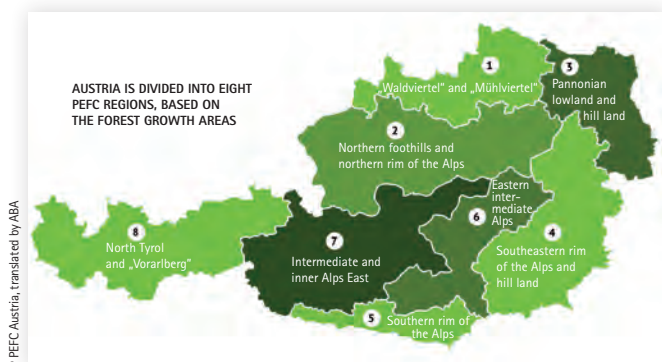 AUSTRIA IS DIVIDED INTO EIGHT
PEFC REGIONS, BASED ON
THE FOREST GROWTH AREAS
1
„Waldviertel" and „Mühlviertel"
3
Pannonian
lowland and
hill land
2
Northern foothills and
northern rim of the Alps
Eastern
inter-
mediate
Alps
6
4
Southeastern rim
of the Alps and
hill land
8
North Tyrol
and „Vorarlberg"
7
Intermediate and
inner Alps East
5
Southern rim of
the Alps
PEFC Austria, translated by ABA